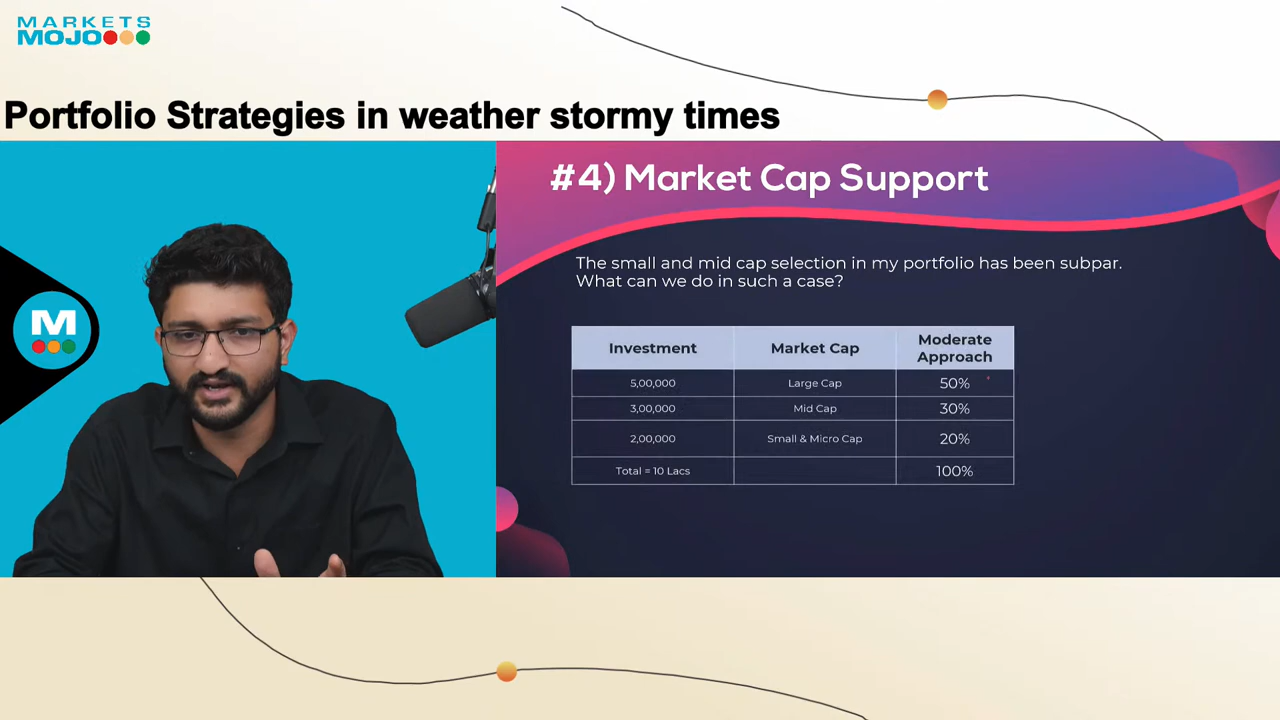 MARKETS
MOJO
Portfolio Strategies in weather stormy times
M
#4) Market Cap Support
The small and mid cap selection in my portfolio has been subpar.
What can we do in such a case?
Investment Market Cap Moderate Approach
5,00,000 Large Cap 50%
3,00,000 Mid Cap 30%
2,00,000 Small & Micro Cap 20%
Total = 10 Lacs 100%